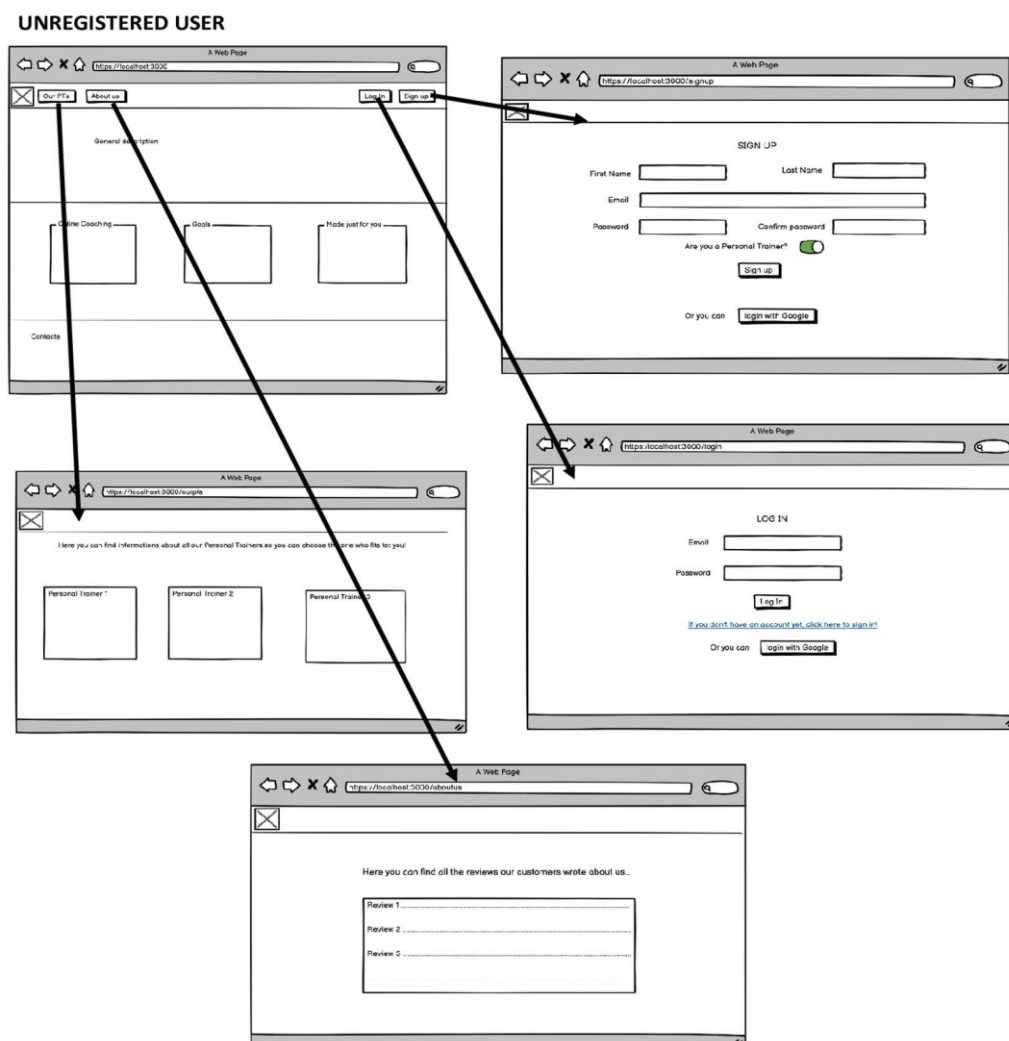 UNREGISTERED USER
A Web Page
https://localhost:3000
Our PTs
About us
Log In
Sign up
General description
Online Coaching
Goals
Made just for you
Contacts
A Web Page
https://localhost:3000/signup
SIGN UP
First Name
Last Name
Email
Password
Confirm password
Are you a Personal Trainer?
Sign up
Or you can
login with Google
A Web Page
https://localhost:3000/ourpts
Here you can find informations about all our Personal Trainers so you can choose the one who fits for you!
Personal Trainer 1
Personal Trainer 2
Personal Trainer 3
A Web Page
https://localhost:3000/login
LOG IN
Email
Password
Log In
If you don't have an account yet, click here to sign in!
Or you can
login with Google
A Web Page
https://localhost:3000/aboutus
Here you can find all the reviews our customers wrote about us...
Review 1
Review 2
Review 3